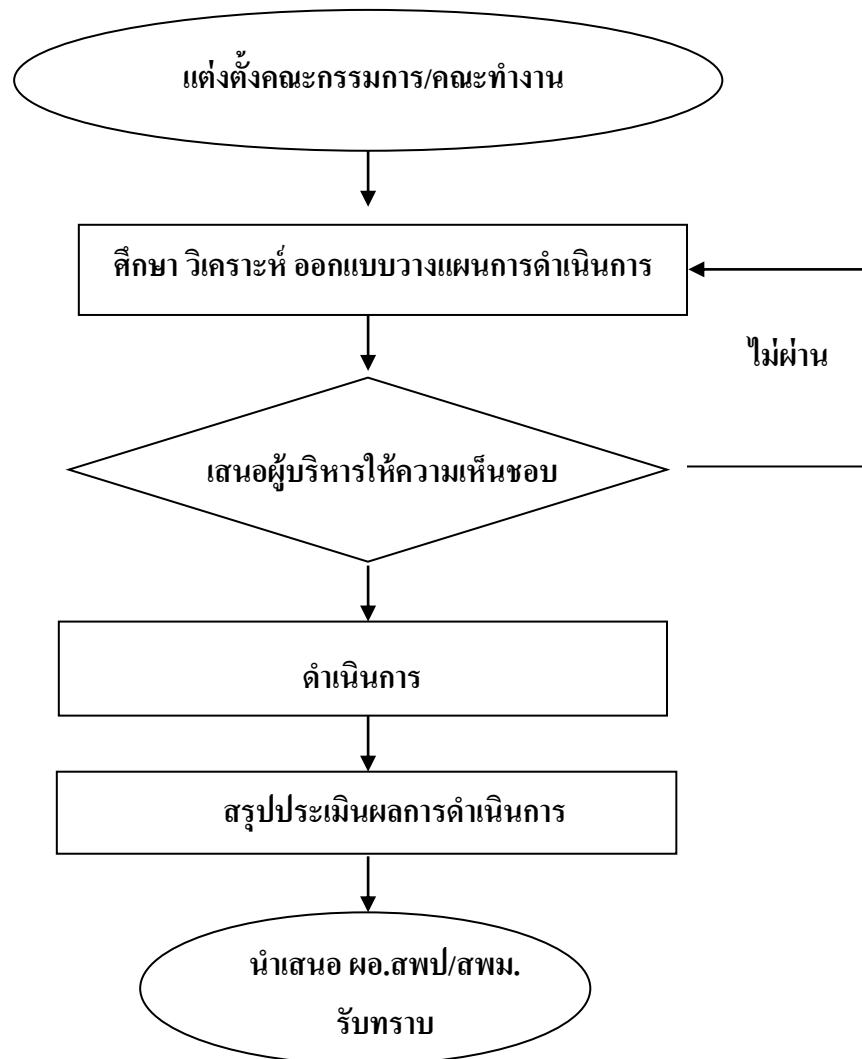 แต่งตั้งคณะกรรมการ/คณะทำงาน
ศึกษา วิเคราะห์ ออกแบบวางแผนการดำเนินการ
ไม่ผ่าน
เสนอผู้บริหารให้ความเห็นชอบ
ดำเนินการ
สรุปประเมินผลการดำเนินการ
นำเสนอ ผอ.สพป/สพม.
รับทราบ